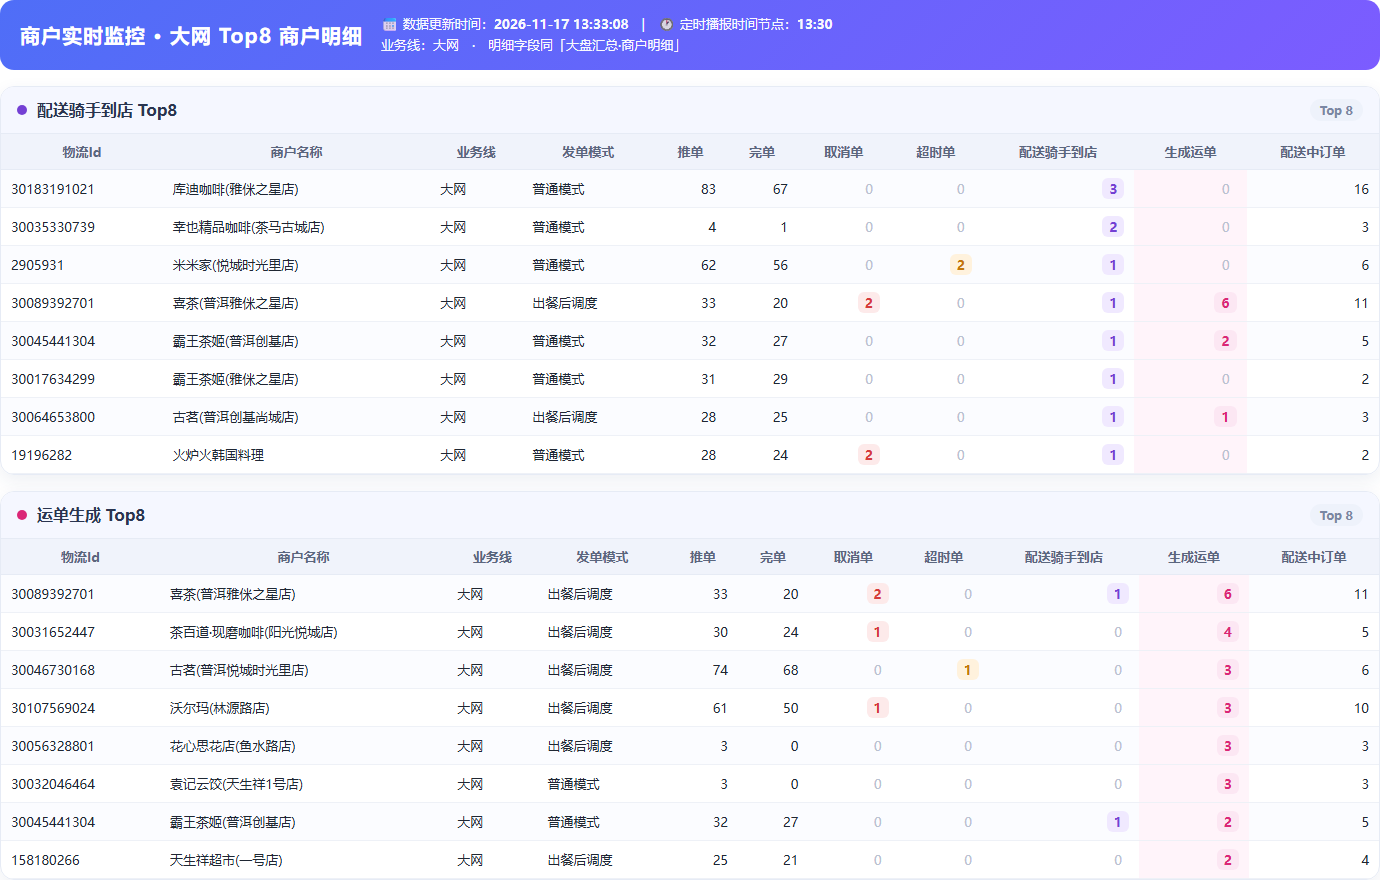 商户实时监控 • 大网 Top8 商户明细
数据更新时间：2026-11-17 13:33:08 | 定时播报时间节点：13:30
业务线：大网 · 明细字段同「大盘汇总·商户明细」
配送骑手到店 Top8 Top 8
物流Id 商户名称 业务线 发单模式 推单 完单 取消单 超时单 配送骑手到店 生成运单 配送中订单
30183191021 库迪咖啡(雅侎之星店) 大网 普通模式 83 67 0 0 3 0 16
30035330739 幸也精品咖啡(茶马古城店) 大网 普通模式 4 1 0 0 2 0 3
2905931 米米家(悦城时光里店) 大网 普通模式 62 56 0 2 1 0 6
30089392701 喜茶(普洱雅侎之星店) 大网 出餐后调度 33 20 2 0 1 6 11
30045441304 霸王茶姬(普洱创基店) 大网 普通模式 32 27 0 0 1 2 5
30017634299 霸王茶姬(雅侎之星店) 大网 普通模式 31 29 0 0 1 0 2
30064653800 古茗(普洱创基尚城店) 大网 出餐后调度 28 25 0 0 1 1 3
19196282 火炉火韩国料理 大网 普通模式 28 24 2 0 1 0 2
运单生成 Top8 Top 8
物流Id 商户名称 业务线 发单模式 推单 完单 取消单 超时单 配送骑手到店 生成运单 配送中订单
30089392701 喜茶(普洱雅侎之星店) 大网 出餐后调度 33 20 2 0 1 6 11
30031652447 茶百道·现磨咖啡(阳光悦城店) 大网 出餐后调度 30 24 1 0 0 4 5
30046730168 古茗(普洱悦城时光里店) 大网 出餐后调度 74 68 0 1 0 3 6
30107569024 沃尔玛(林源路店) 大网 出餐后调度 61 50 1 0 0 3 10
30056328801 花心思花店(鱼水路店) 大网 出餐后调度 3 0 0 0 0 3 3
30032046464 袁记云饺(天生祥1号店) 大网 普通模式 3 0 0 0 0 3 3
30045441304 霸王茶姬(普洱创基店) 大网 普通模式 32 27 0 0 1 2 5
158180266 天生祥超市(一号店) 大网 出餐后调度 25 21 0 0 0 2 4